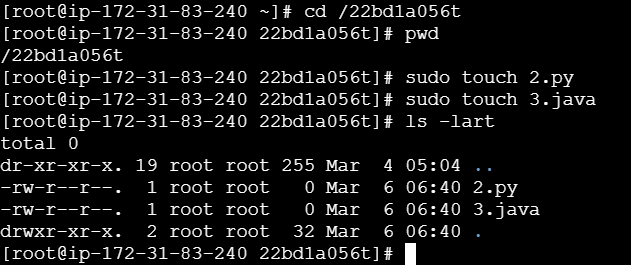 [root@ip-172-31-83-240 ~]# cd /22bd1a056t
[root@ip-172-31-83-240 22bd1a056t]# pwd
/22bd1a056t
[root@ip-172-31-83-240 22bd1a056t]# sudo touch 2.py
[root@ip-172-31-83-240 22bd1a056t]# sudo touch 3.java
[root@ip-172-31-83-240 22bd1a056t]# ls -lart
total 0
dr-xr-xr-x. 19 root root 255 Mar  4 05:04 ..
-rw-r--r--.  1 root root   0 Mar  6 06:40 2.py
-rw-r--r--.  1 root root   0 Mar  6 06:40 3.java
drwxr-xr-x.  2 root root  32 Mar  6 06:40 .
[root@ip-172-31-83-240 22bd1a056t]#